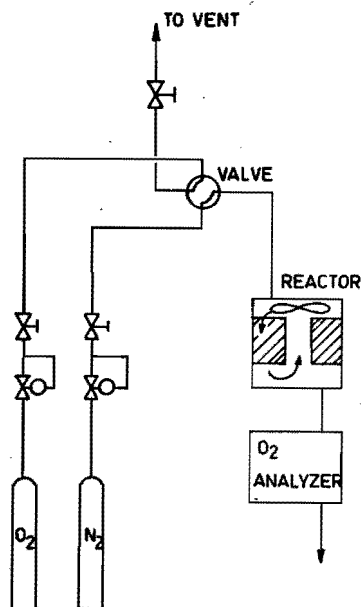 TO VENT
VALVE
REACTOR
O2
ANALYZER
O2
N2